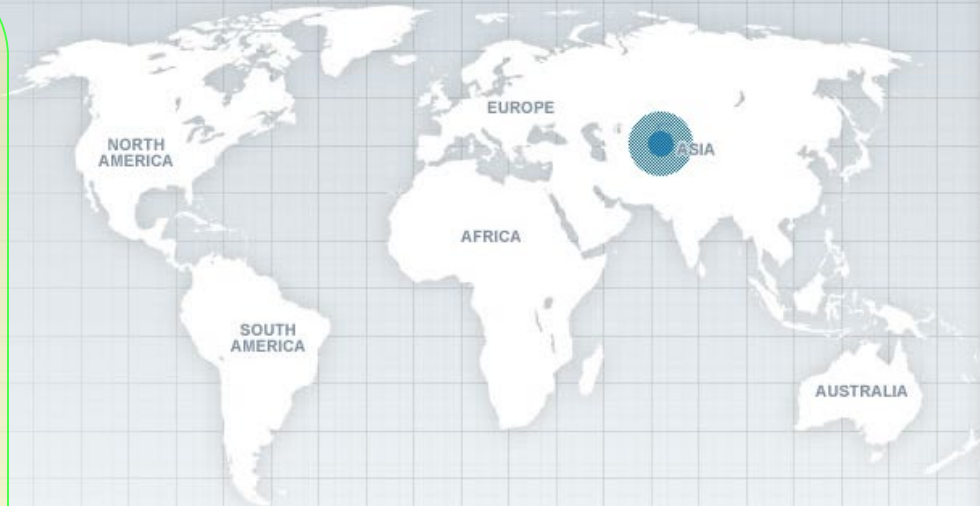 EUROPE
NORTH
AMERICA
ASIA
AFRICA
SOUTH
AMERICA
AUSTRALIA